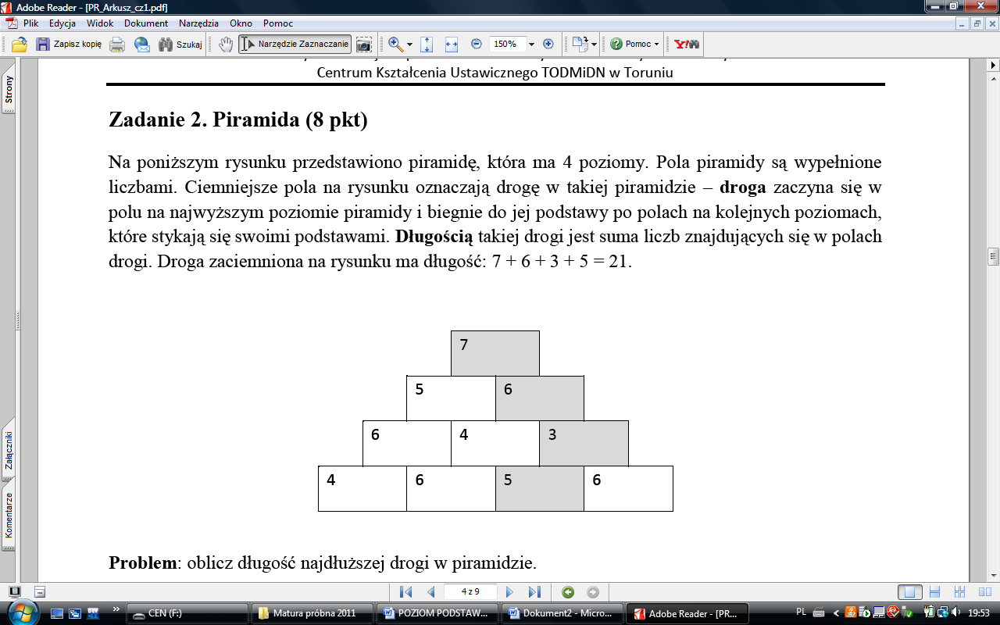 Adobe Reader - [PR_Arkusz_cz1.pdf]
Plik Edycja Widok Dokument Narzędzia Okno Pomoc
Zapisz kopię Szukaj Narzędzie Zaznaczanie 150% Pomoc Y!
Strony
Centrum Kształcenia Ustawicznego TODMiDN w Toruniu
Zadanie 2. Piramida (8 pkt)
Na poniższym rysunku przedstawiono piramidę, która ma 4 poziomy. Pola piramidy są wypełnione
liczbami. Ciemniejsze pola na rysunku oznaczają drogę w takiej piramidzie – droga zaczyna się w
polu na najwyższym poziomie piramidy i biegnie do jej podstawy po polach na kolejnych poziomach,
które stykają się swoimi podstawami. Długością takiej drogi jest suma liczb znajdujących się w polach
drogi. Droga zaciemniona na rysunku ma długość: 7 + 6 + 3 + 5 = 21.
7
5 6
6 4 3
4 6 5 6
Załączniki
Komentarze
Problem: oblicz długość najdłuższej drogi w piramidzie.
4 z 9
CEN (F:) Matura próbna 2011 POZIOM PODSTAW... Dokument2 - Micro... Adobe Reader - [PR... PL 19:53